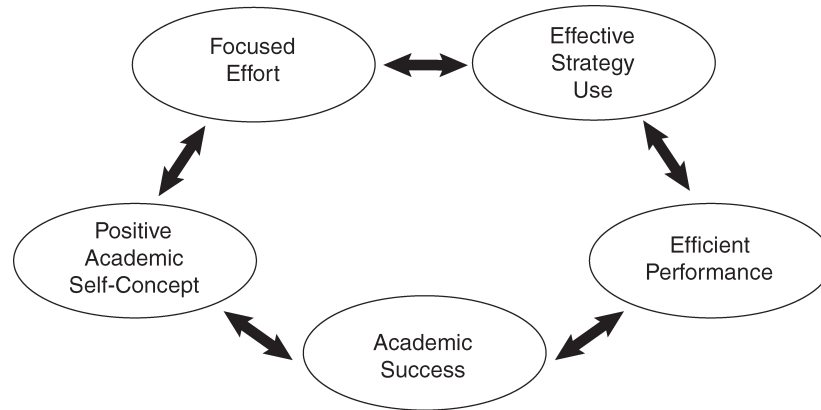 Focused
Effort
Effective
Strategy
Use
Positive
Academic
Self-Concept
Efficient
Performance
Academic
Success